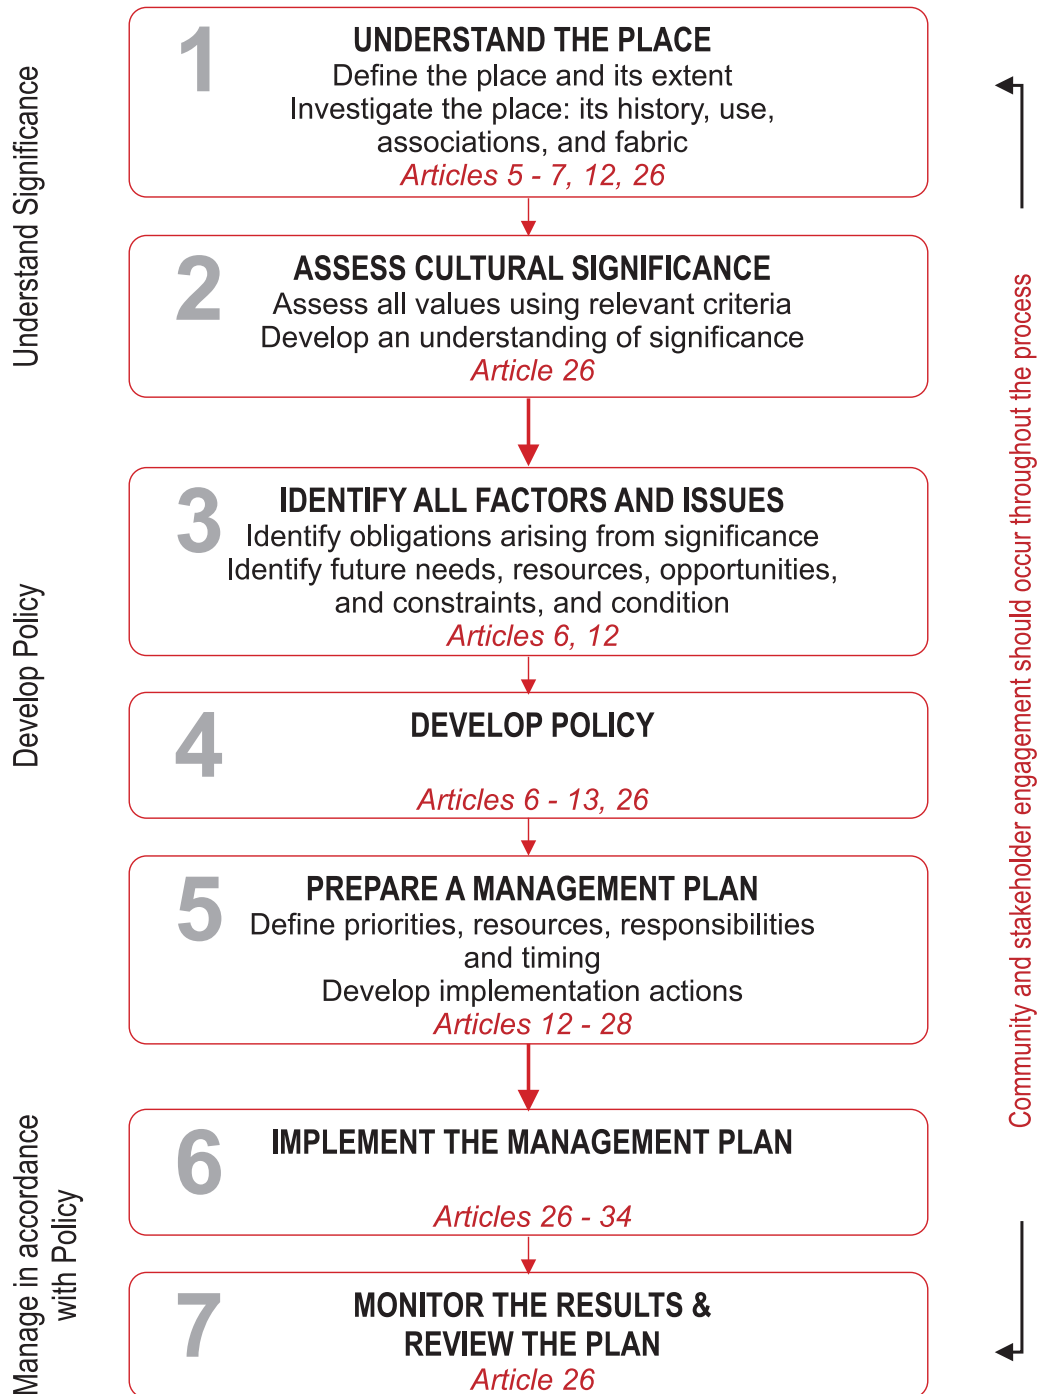 Understand Significance
1
UNDERSTAND THE PLACE
Define the place and its extent
Investigate the place: its history, use,
associations, and fabric
Articles 5 - 7, 12, 26
2
ASSESS CULTURAL SIGNIFICANCE
Assess all values using relevant criteria
Develop an understanding of significance
Article 26
Develop Policy
3
IDENTIFY ALL FACTORS AND ISSUES
Identify obligations arising from significance
Identify future needs, resources, opportunities,
and constraints, and condition
Articles 6, 12
4
DEVELOP POLICY
Articles 6 - 13, 26
5
PREPARE A MANAGEMENT PLAN
Define priorities, resources, responsibilities
and timing
Develop implementation actions
Articles 12 - 28
Manage in accordance
with Policy
6
IMPLEMENT THE MANAGEMENT PLAN
Articles 26 - 34
7
MONITOR THE RESULTS &
REVIEW THE PLAN
Article 26
Community and stakeholder engagement should occur throughout the process